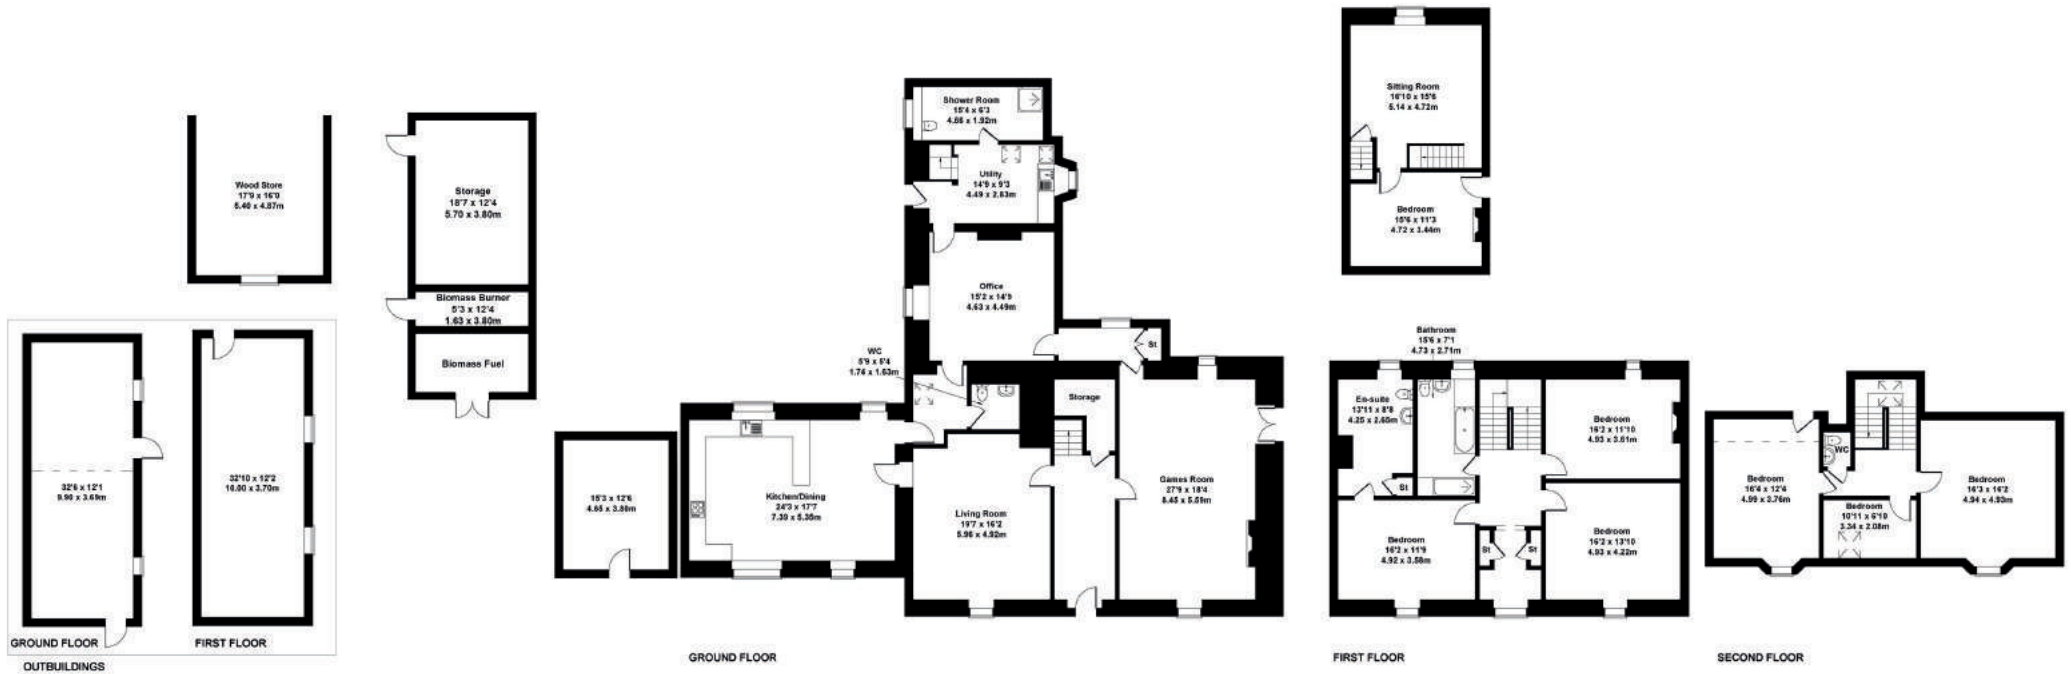 Wood Store
17'9 x 16'0
5.40 x 4.87m
Storage
18'7 x 12'4
5.70 x 3.80m
Biomass Burner
5'3 x 12'4
1.63 x 3.80m
Biomass Fuel
32'6 x 12'1
9.90 x 3.69m
32'10 x 12'2
10.00 x 3.70m
GROUND FLOOR
FIRST FLOOR
OUTBUILDINGS
15'3 x 12'6
4.65 x 3.80m
Shower Room
15'4 x 6'3
4.66 x 1.92m
Utility
14'9 x 9'3
4.49 x 2.83m
Office
15'2 x 14'9
4.63 x 4.49m
St
WC
5'9 x 5'4
1.74 x 1.63m
Storage
Kitchen/Dining
24'3 x 17'7
7.39 x 5.35m
Living Room
19'7 x 16'2
5.96 x 4.92m
Games Room
27'9 x 18'4
8.45 x 5.59m
GROUND FLOOR
Sitting Room
16'10 x 15'6
5.14 x 4.72m
Bedroom
15'6 x 11'3
4.72 x 3.44m
Bathroom
15'6 x 7'1
4.73 x 2.71m
En-suite
13'11 x 8'8
4.25 x 2.65m
St
Bedroom
16'2 x 11'10
4.93 x 3.61m
Bedroom
16'2 x 11'9
4.92 x 3.58m
St
St
Bedroom
16'2 x 13'10
4.93 x 4.22m
FIRST FLOOR
WC
Bedroom
16'4 x 12'4
4.99 x 3.76m
Bedroom
10'11 x 6'10
3.34 x 2.08m
Bedroom
16'3 x 16'2
4.94 x 4.93m
SECOND FLOOR